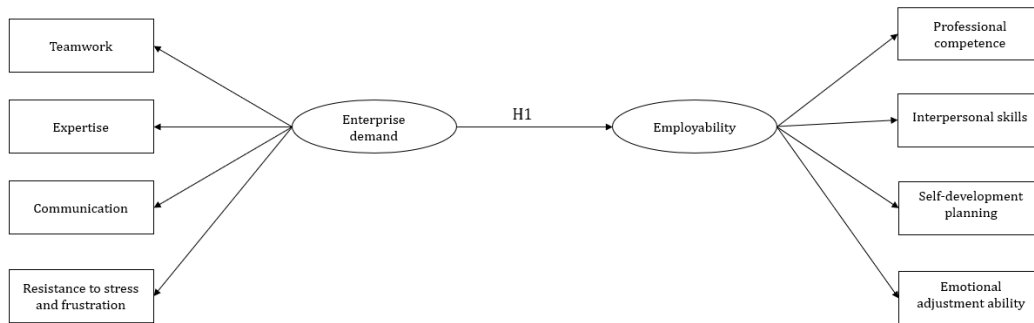 Teamwork
Expertise
Communication
Resistance to stress
and frustration
Enterprise
demand
H1
Employability
Professional
competence
Interpersonal skills
Self-development
planning
Emotional
adjustment ability